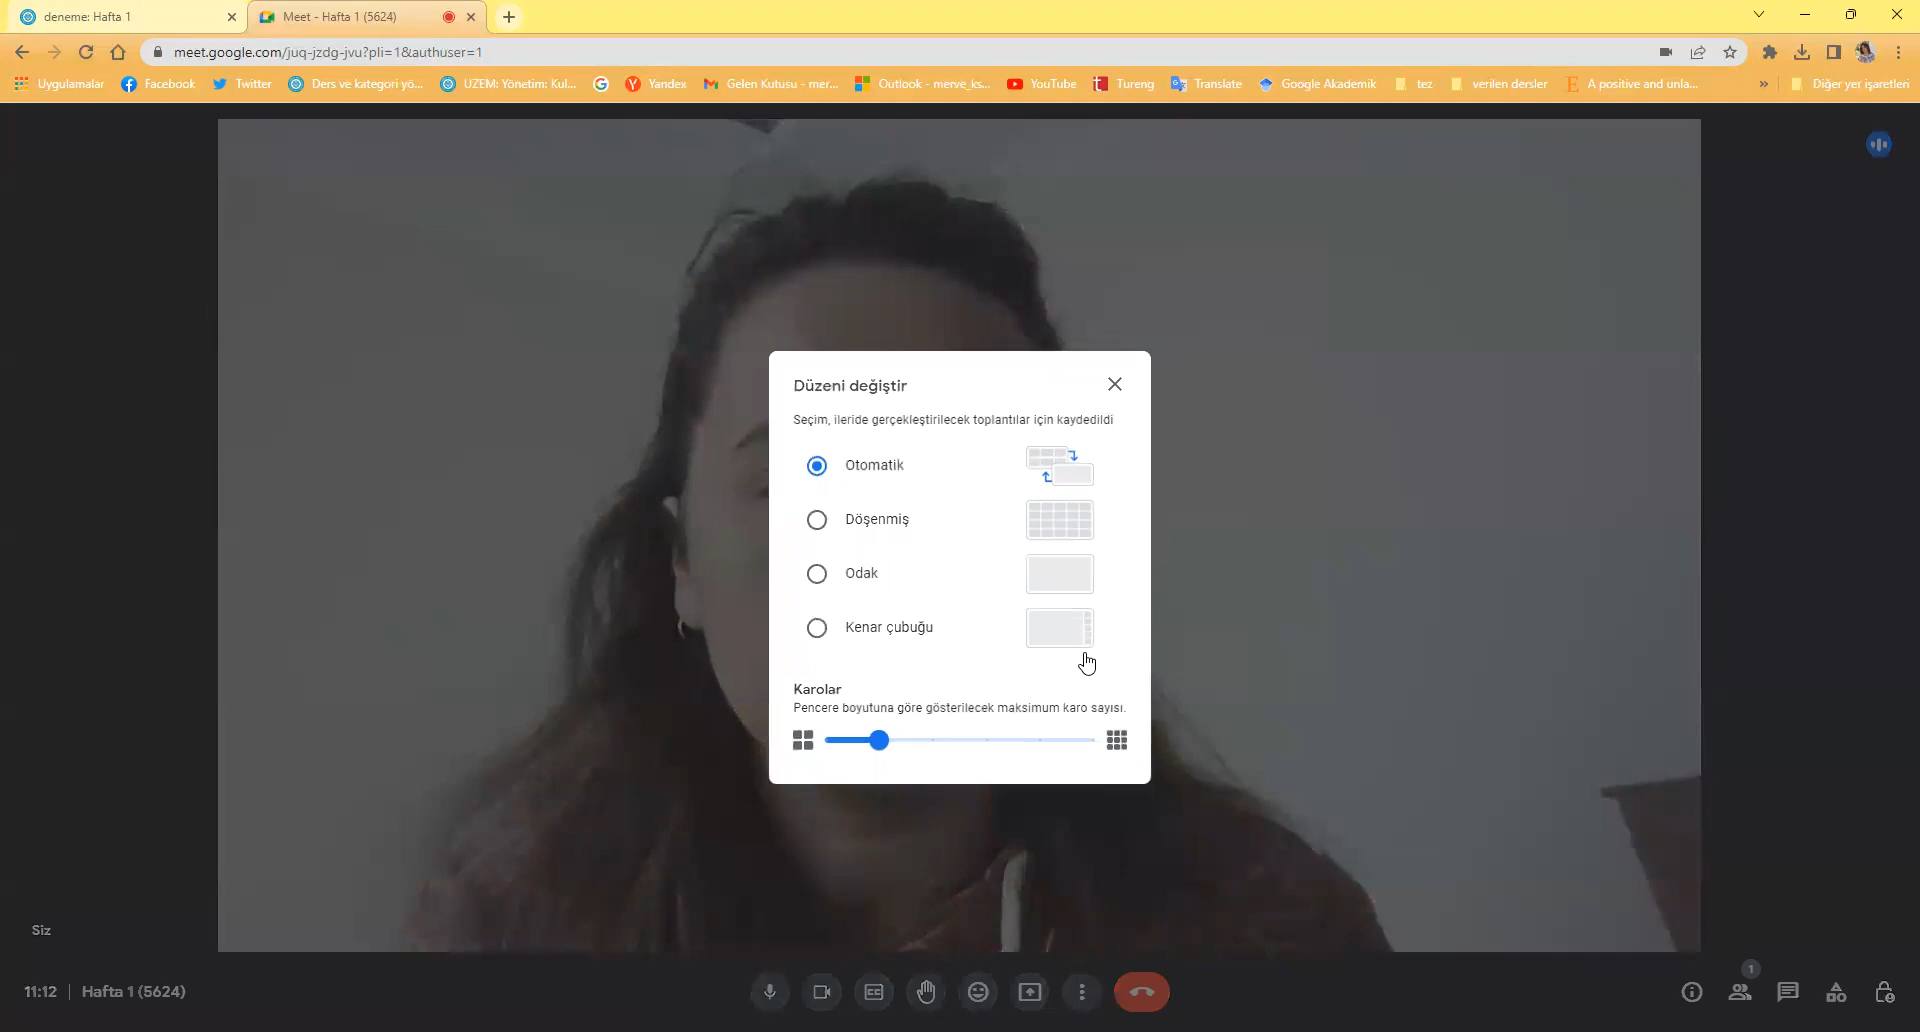 deneme: Hafta 1
Meet - Hafta 1 (5624)
meet.google.com/juq-jzdg-jvu?pli=1&authuser=1
Uygulamalar Facebook Twitter Ders ve kategori yö... UZEM: Yönetim: Kul... Yandex Gelen Kutusu - mer... Outlook - merve_ks... YouTube Tureng Translate Google Akademik tez verilen dersler A positive and unla... » Diğer yer işaretleri
Düzeni değiştir
Seçim, ileride gerçekleştirilecek toplantılar için kaydedildi
Otomatik
Döşenmiş
Odak
Kenar çubuğu
Karolar
Pencere boyutuna göre gösterilecek maksimum karo sayısı.
Siz
11:12 | Hafta 1 (5624)
1